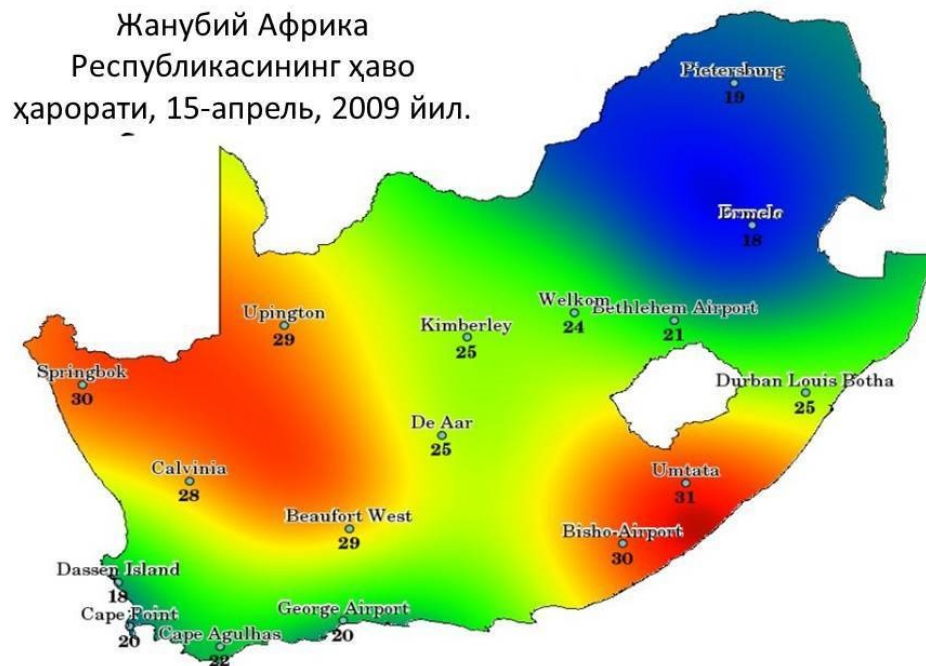 Жанубий Африка
Республикасининг ҳаво
ҳарорати, 15-апрель, 2009 йил.
Pietersburg
19
Ermelo
18
Upington
29
Kimberley
25
Welkom
24
Bethlehem Airport
21
Springbok
30
Durban Louis Botha
25
De Aar
25
Calvinia
28
Umtata
31
Beaufort West
29
Bisho-Airport
30
Dassen Island
18
Cape Point
20
George Airport
20
Cape Agulhas
22